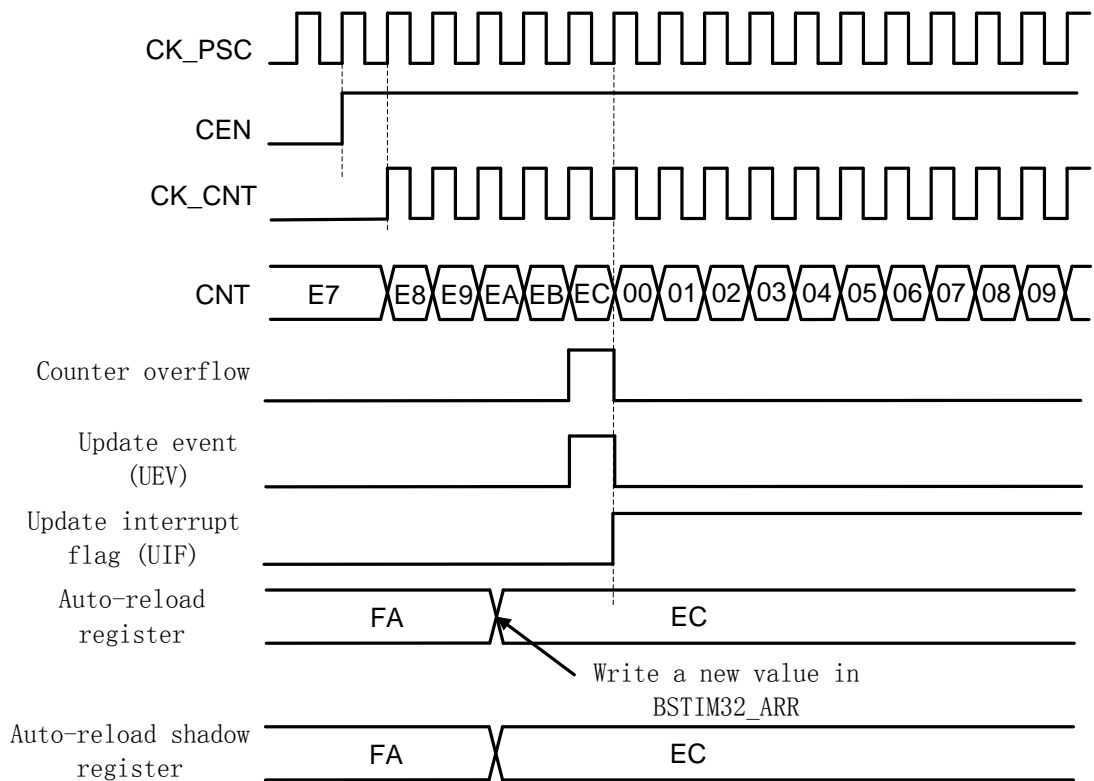 CK_PSC
CEN
CK_CNT
CNT E7 E8 E9 EA EB EC 00 01 02 03 04 05 06 07 08 09
Counter overflow
Update event
(UEV)
Update interrupt
flag (UIF)
Auto-reload
register
FA EC
Write a new value in
BSTIM32_ARR
Auto-reload shadow
register
FA EC